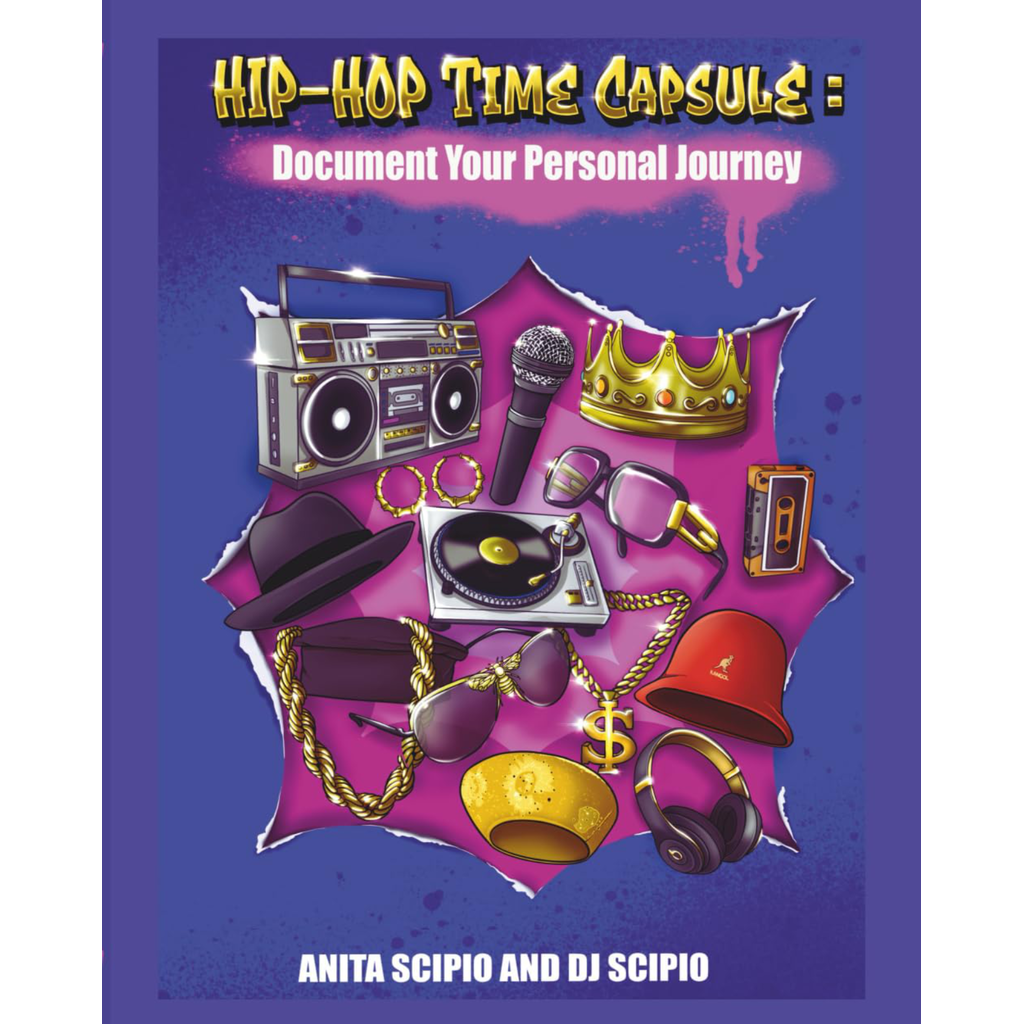 HIP-HOP TIME CAPSULE :
Document Your Personal Journey
KANGOL
$
ANITA SCIPIO AND DJ SCIPIO